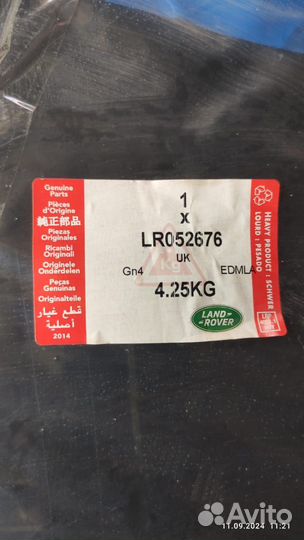 Genuine
Parts
Pièces
d'Origine
純正部品
Piezas
Originales
Ricambi
Originali
Originele
Onderdelen
Peças
Genuínas
Originalteile
قطع غيار
أصلية
2014
1
x
LR052676
UK
Gn4
EDMLA
4.25KG
Kg
LAND-
ROVER
HEAVY PRODUCT : SCHWER
LOURD : PESADO
Avito
11.09.2024 11:21